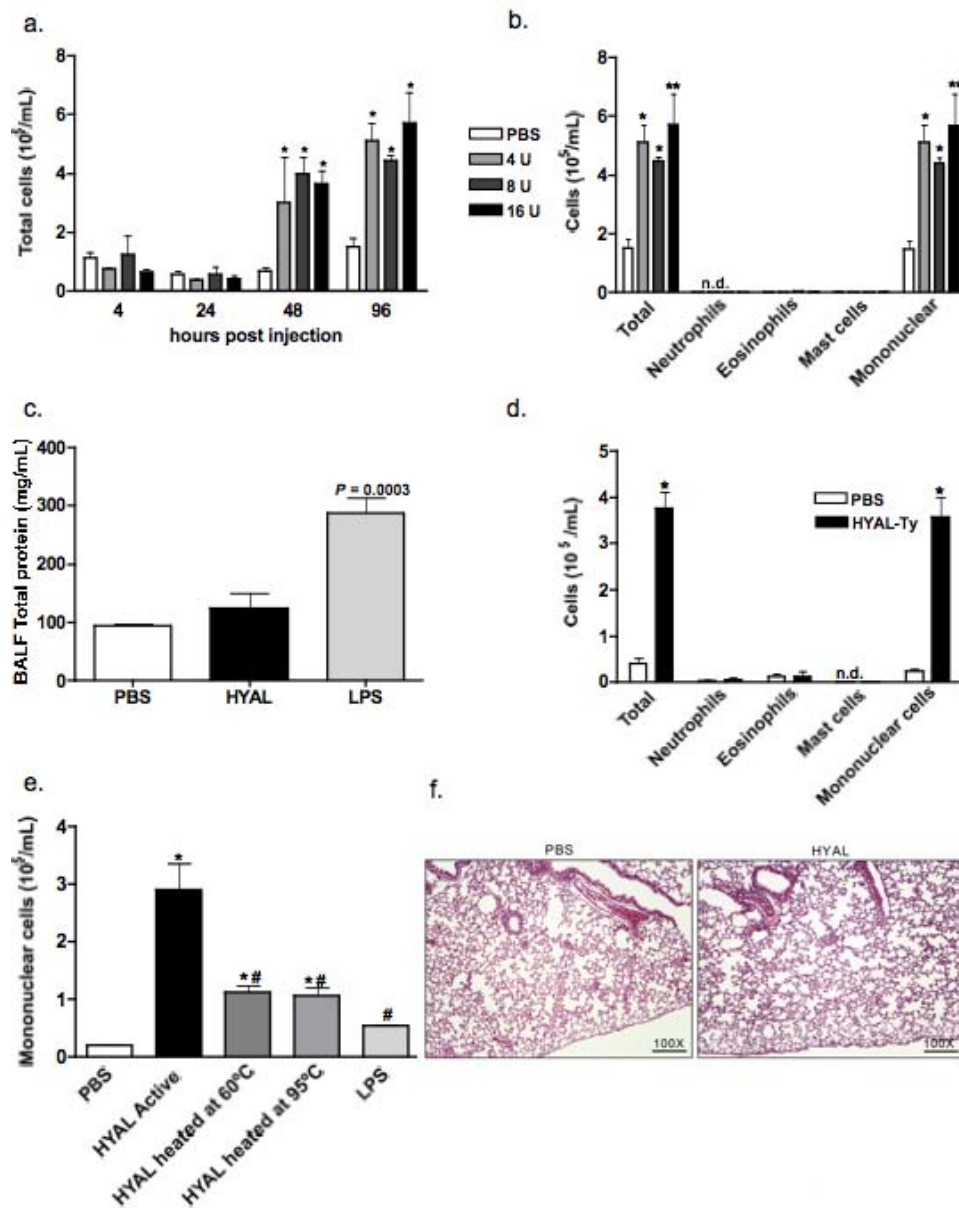 a.
8
6
4
2
0
Total cells (10⁵/mL)
* * * * * *
4 24 48 96
hours post injection
PBS
4 U
8 U
16 U
b.
8
6
4
2
0
Cells (10⁵/mL)
* * ** * * **
n.d.
Total
Neutrophils
Eosinophils
Mast cells
Mononuclear
c.
400
300
200
100
0
BALF Total protein (mg/mL)
P = 0.0003
PBS HYAL LPS
d.
5
4
3
2
1
0
Cells (10⁵/mL)
* *
PBS
HYAL-Ty
n.d.
Total
Neutrophils
Eosinophils
Mast cells
Mononuclear cells
e.
4
3
2
1
0
Mononuclear cells (10⁵/mL)
*
*# *#
#
PBS
HYAL Active
HYAL heated at 60ºC
HYAL heated at 95ºC
LPS
f.
PBS HYAL
100X 100X